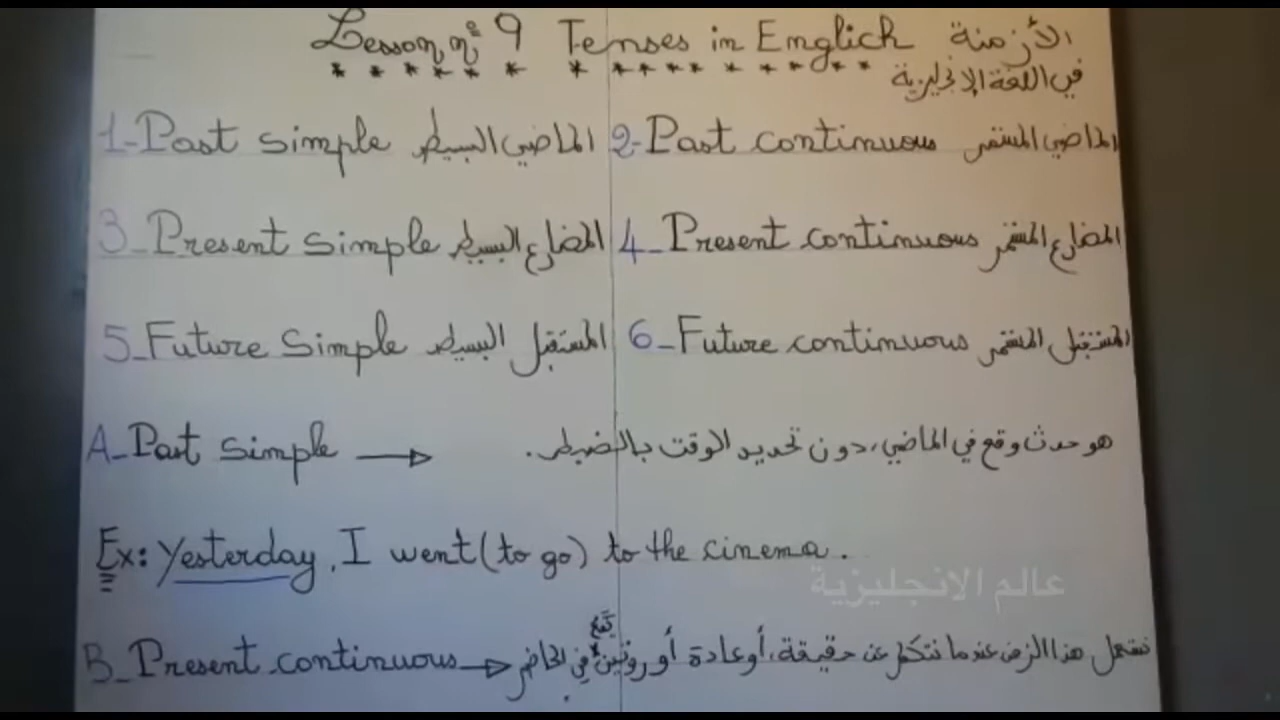 Lesson n° 9 Tenses in Englich الأزمنة
في اللغة الإنجليزية
1-Past simple الماضي البسيط 2-Past continuous الماضي المستمر
3-Present simple المضارع البسيط 4-Present continuous المضارع المستمر
5-Future simple المستقبل البسيط 6-Future continuous المستقبل المستمر
A-Past simple → هو حدث وقع في الماضي، دون تحديد الوقت بالضبط.
Ex: Yesterday, I went (to go) to the cinema.
عالم الانجليزية
يقع
B-Present continuous → نستعمل هذا الزمن عندما نتكلم عن حقيقة، أو عادة أو روتين في الحاضر.